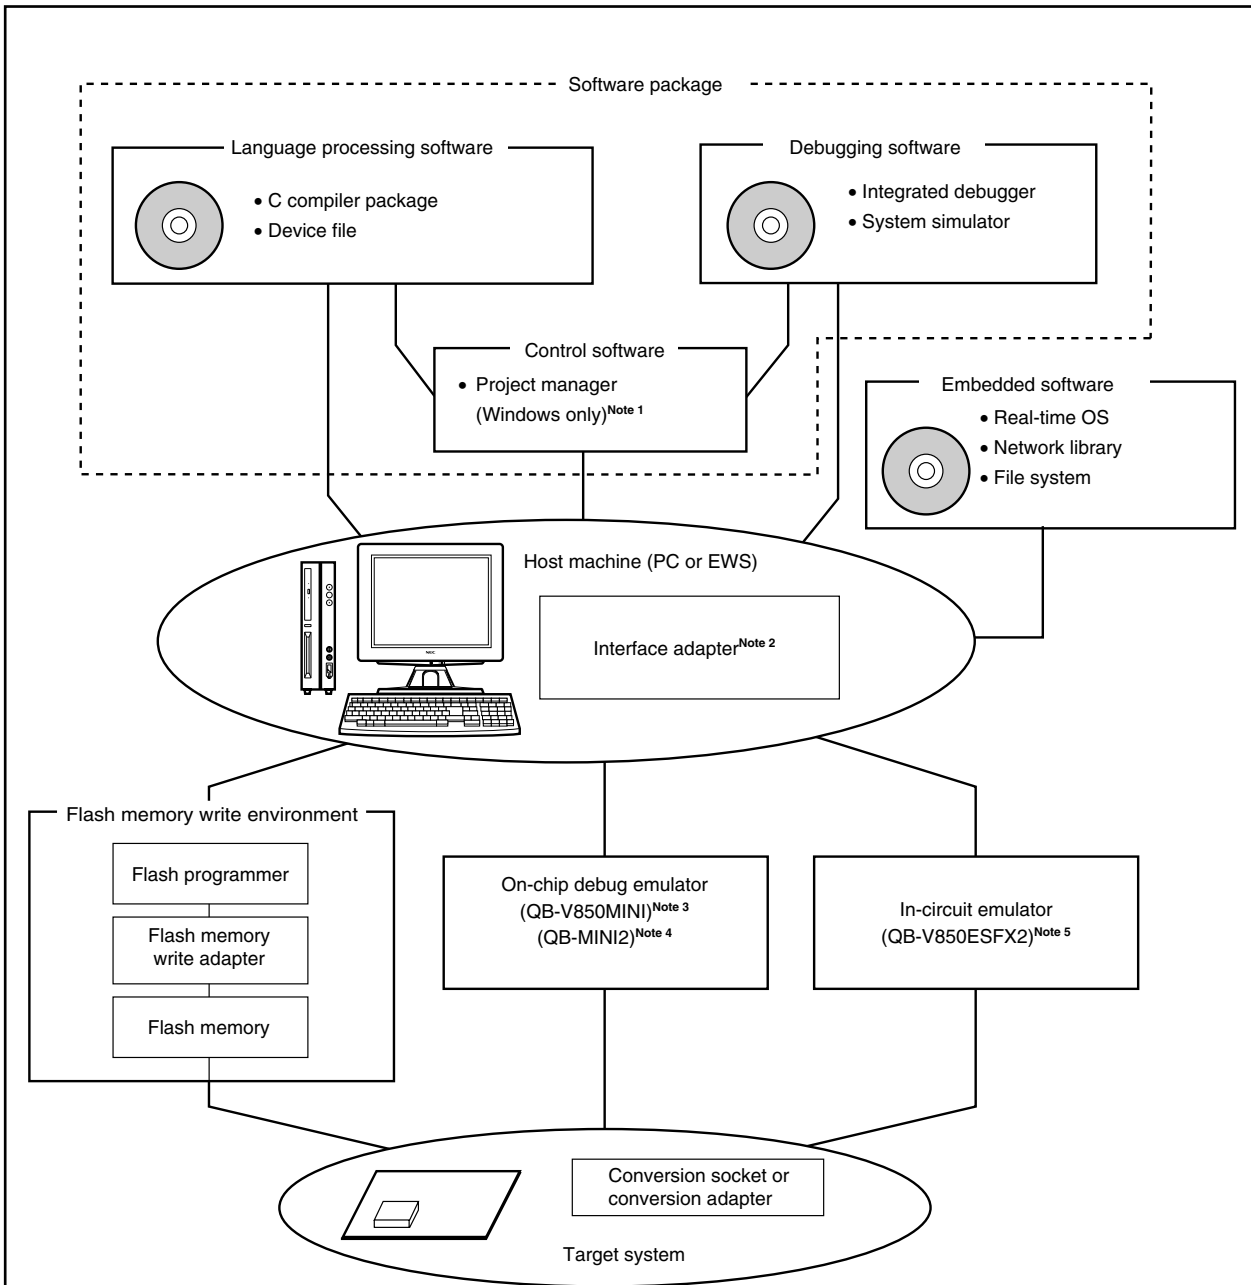 Software package
Language processing software
• C compiler package
• Device file
Debugging software
• Integrated debugger
• System simulator
Control software
• Project manager
(Windows only)Note 1
Embedded software
• Real-time OS
• Network library
• File system
Host machine (PC or EWS)
Interface adapterNote 2
NEC
Flash memory write environment
Flash programmer
Flash memory
write adapter
Flash memory
On-chip debug emulator
(QB-V850MINI)Note 3
(QB-MINI2)Note 4
In-circuit emulator
(QB-V850ESFX2)Note 5
Conversion socket or
conversion adapter
Target system